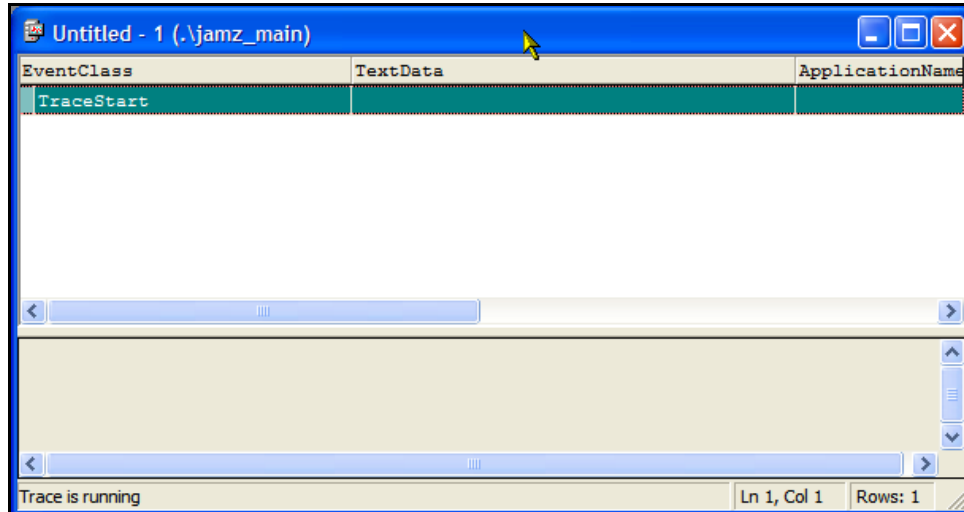 Untitled - 1 (.\jamz_main)
EventClass TextData ApplicationName
TraceStart
Trace is running Ln 1, Col 1 Rows: 1